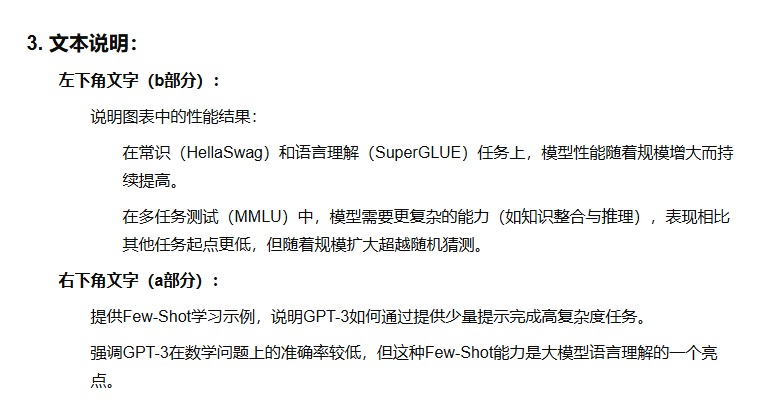 3. 文本说明：
左下角文字（b部分）：
说明图表中的性能结果：
在常识（HellaSwag）和语言理解（SuperGLUE）任务上，模型性能随着规模增大而持
续提高。
在多任务测试（MMLU）中，模型需要更复杂的能力（如知识整合与推理），表现相比
其他任务起点更低，但随着规模扩大超越随机猜测。
右下角文字（a部分）：
提供Few-Shot学习示例，说明GPT-3如何通过提供少量提示完成高复杂度任务。
强调GPT-3在数学问题上的准确率较低，但这种Few-Shot能力是大模型语言理解的一个亮
点。